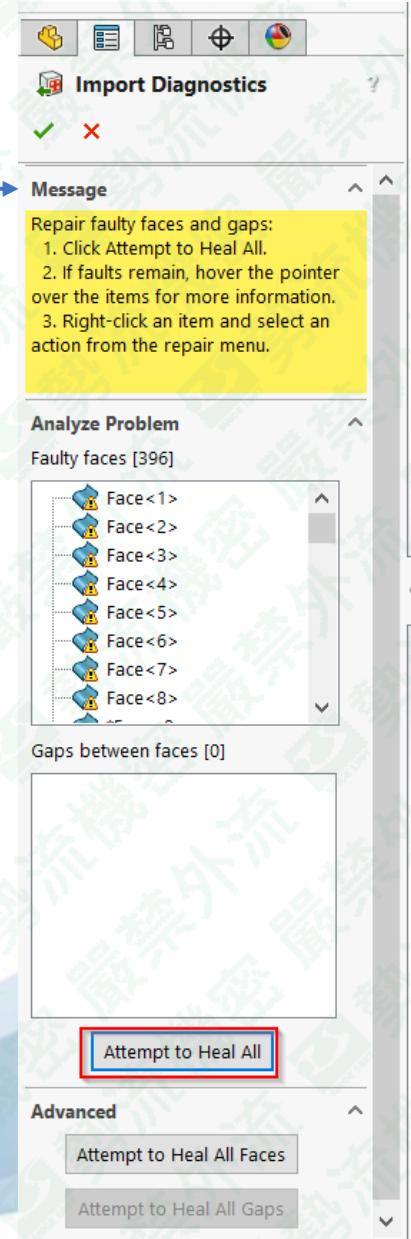 Import Diagnostics
?
Message
Repair faulty faces and gaps:
1. Click Attempt to Heal All.
2. If faults remain, hover the pointer
over the items for more information.
3. Right-click an item and select an
action from the repair menu.
Analyze Problem
Faulty faces [396]
Face<1>
Face<2>
Face<3>
Face<4>
Face<5>
Face<6>
Face<7>
Face<8>
Gaps between faces [0]
Attempt to Heal All
Advanced
Attempt to Heal All Faces
Attempt to Heal All Gaps